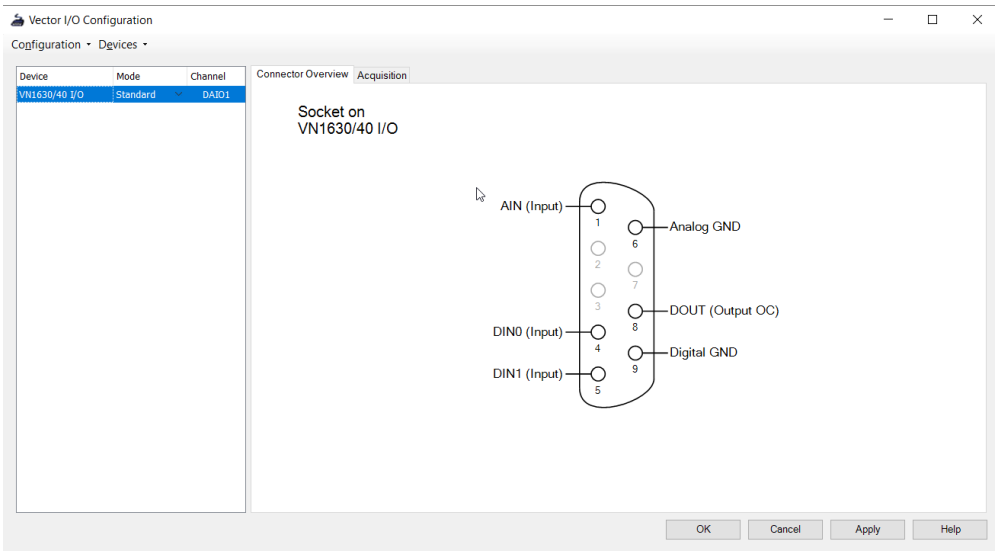 Vector I/O Configuration
Configuration Devices
Device Mode Channel
VN1630/40 I/O Standard DAIO1
Connector Overview Acquisition
Socket on
VN1630/40 I/O
AIN (Input)
1
Analog GND
6
2
7
3
DOUT (Output OC)
8
DIN0 (Input)
4
Digital GND
9
DIN1 (Input)
5
OK Cancel Apply Help